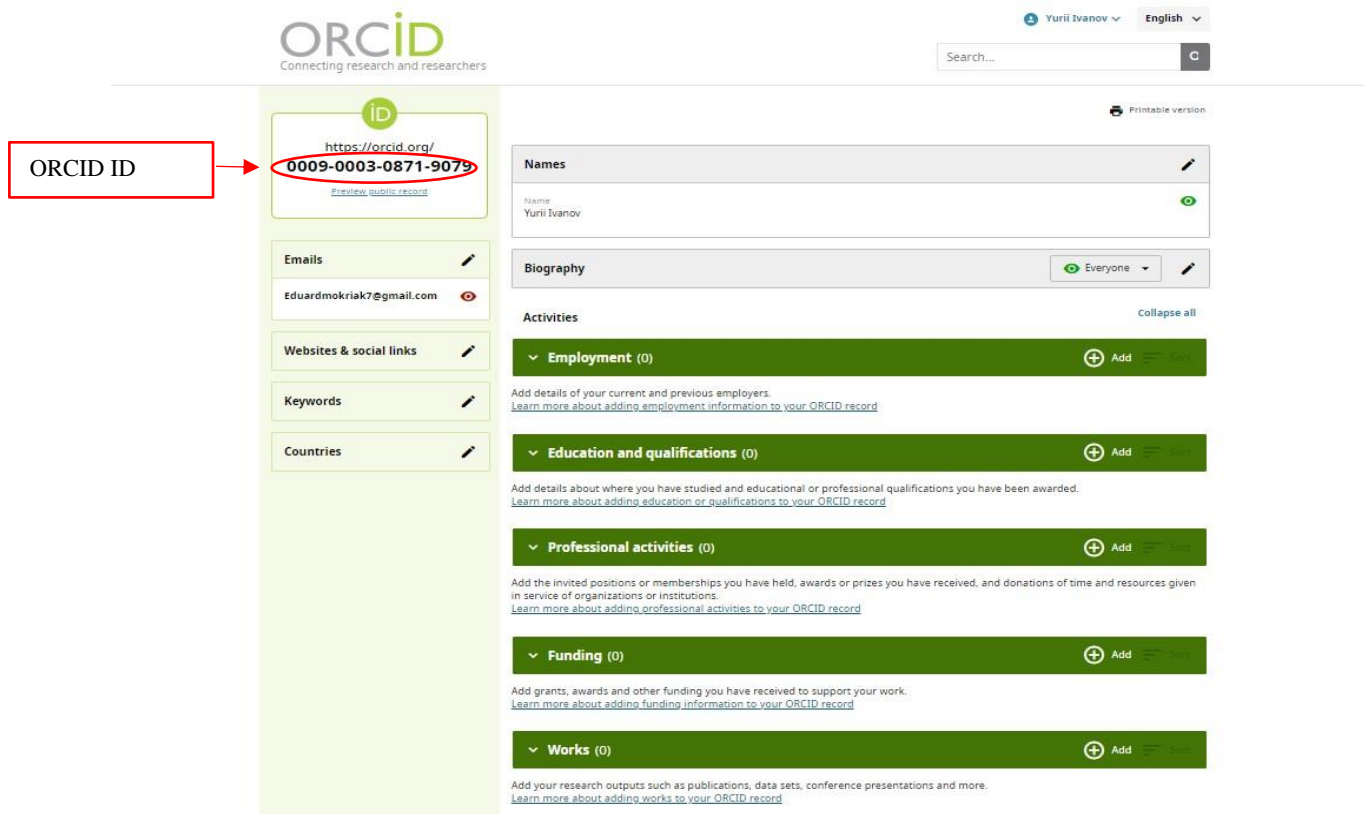 ORCID
Connecting research and researchers
Yurii Ivanov
English
Search...
Printable version
ORCID ID
iD
https://orcid.org/
0009-0003-0871-9079
Preview public record
Emails
Eduardmokriak7@gmail.com
Websites & social links
Keywords
Countries
Names
Name
Yurii Ivanov
Biography
Everyone
Activities
Collapse all
Employment (0)
Add
Sort
Add details of your current and previous employers.
Learn more about adding employment information to your ORCID record
Education and qualifications (0)
Add
Sort
Add details about where you have studied and educational or professional qualifications you have been awarded.
Learn more about adding education or qualifications to your ORCID record
Professional activities (0)
Add
Sort
Add the invited positions or memberships you have held, awards or prizes you have received, and donations of time and resources given
in service of organizations or institutions.
Learn more about adding professional activities to your ORCID record
Funding (0)
Add
Sort
Add grants, awards and other funding you have received to support your work.
Learn more about adding funding information to your ORCID record
Works (0)
Add
Sort
Add your research outputs such as publications, data sets, conference presentations and more.
Learn more about adding works to your ORCID record